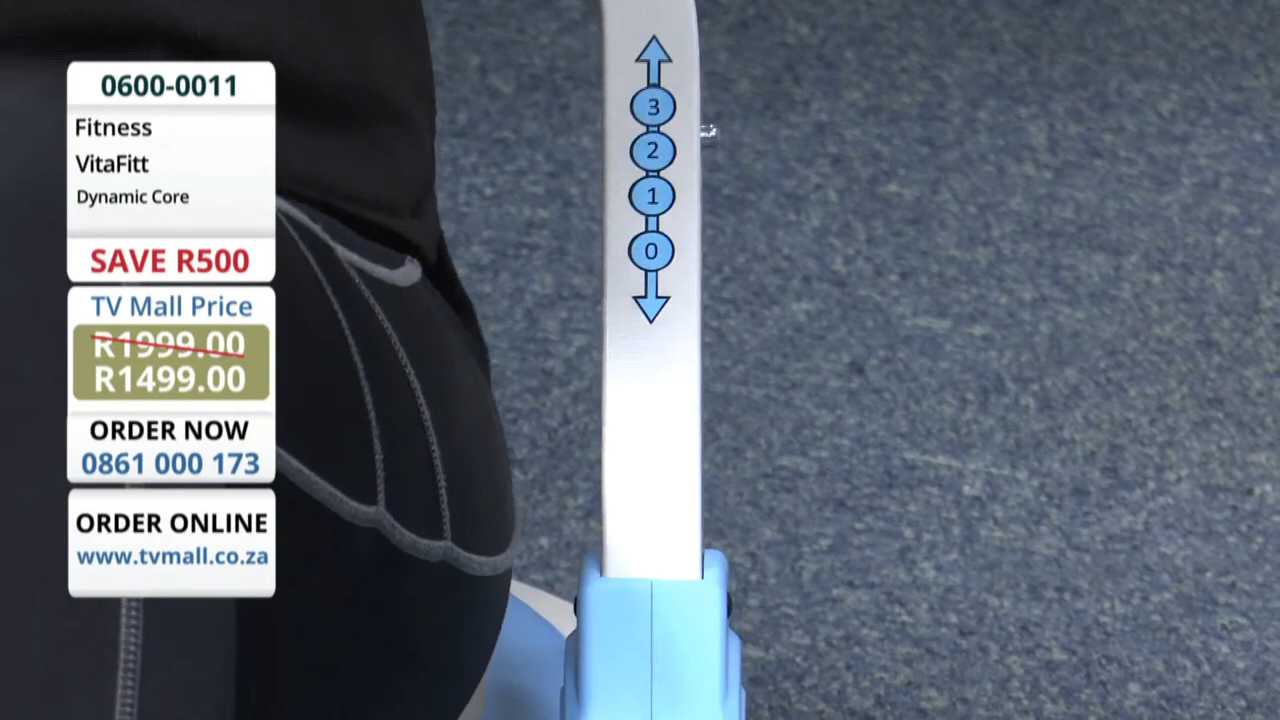 0600-0011
Fitness
VitaFitt
Dynamic Core
SAVE R500
TV Mall Price
R1999.00
R1499.00
ORDER NOW
0861 000 173
ORDER ONLINE
www.tvmall.co.za
3
2
1
0